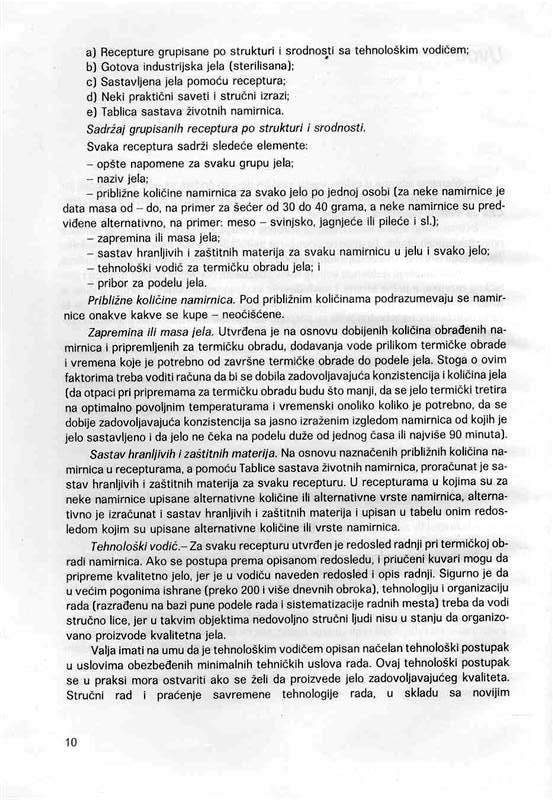 a) Recepture grupisane po strukturi i srodnosti sa tehnološkim vodičem;
b) Gotova industrijska jela (sterilisana);
c) Sastavljena jela pomoću receptura;
d) Neki praktični saveti i stručni izrazi;
e) Tablica sastava životnih namirnica.
Sadržaj grupisanih receptura po strukturi i srodnosti.
Svaka receptura sadrži sledeće elemente:
– opšte napomene za svaku grupu jela;
– naziv jela;
– približne količine namirnica za svako jelo po jednoj osobi (za neke namirnice je
data masa od – do, na primer za šećer od 30 do 40 grama, a neke namirnice su pred-
viđene alternativno, na primer: meso – svinjsko, jagnjeće ili pileće i sl.);
– zapremina ili masa jela;
– sastav hranljivih i zaštitnih materija za svaku namirnicu u jelu i svako jelo;
– tehnološki vodič za termičku obradu jela; i
– pribor za podelu jela.
Približne količine namirnica. Pod približnim količinama podrazumevaju se namir-
nice onakve kakve se kupe – neočišćene.
Zapremina ili masa jela. Utvrđena je na osnovu dobijenih količina obrađenih na-
mirnica i pripremljenih za termičku obradu, dodavanja vode prilikom termičke obrade
i vremena koje je potrebno od završne termičke obrade do podele jela. Stoga o ovim
faktorima treba voditi računa da bi se dobila zadovoljavajuća konzistencija i količina jela
(da otpaci pri pripremama za termičku obradu budu što manji, da se jelo termički tretira
na optimalno povoljnim temperaturama i vremenski onoliko koliko je potrebno, da se
dobije zadovoljavajuća konzistencija sa jasno izraženim izgledom namirnica od kojih je
jelo sastavljeno i da jelo ne čeka na podelu duže od jednog časa ili najviše 90 minuta).
Sastav hranljivih i zaštitnih materija. Na osnovu naznačenih približnih količina na-
mirnica u recepturama, a pomoću Tablice sastava životnih namirnica, proračunat je sa-
stav hranljivih i zaštitnih materija za svaku recepturu. U recepturama u kojima su za
neke namirnice upisane alternativne količine ili alternativne vrste namirnica, alterna-
tivno je izračunat i sastav hranljivih i zaštitnih materija i upisan u tabelu onim redos-
ledom kojim su upisane alternativne količine ili vrste namirnica.
Tehnološki vodič.– Za svaku recepturu utvrđen je redosled radnji pri termičkoj ob-
radi namirnica. Ako se postupa prema opisanom redosledu, i priučeni kuvari mogu da
pripreme kvalitetno jelo, jer je u vodiču naveden redosled i opis radnji. Sigurno je da
u većim pogonima ishrane (preko 200 i više dnevnih obroka), tehnologiju i organizaciju
rada (razrađenu na bazi pune podele rada i sistematizacije radnih mesta) treba da vodi
stručno lice, jer u takvim objektima nedovoljno stručni ljudi nisu u stanju da organizo-
vano proizvode kvalitetna jela.
Valja imati na umu da je tehnološkim vodičem opisan načelan tehnološki postupak
u uslovima obezbeđenih minimalnih tehničkih uslova rada. Ovaj tehnološki postupak
se u praksi mora ostvariti ako se želi da proizvede jelo zadovoljavajućeg kvaliteta.
Stručni rad i praćenje savremene tehnologije rada, u skladu sa novijim
10